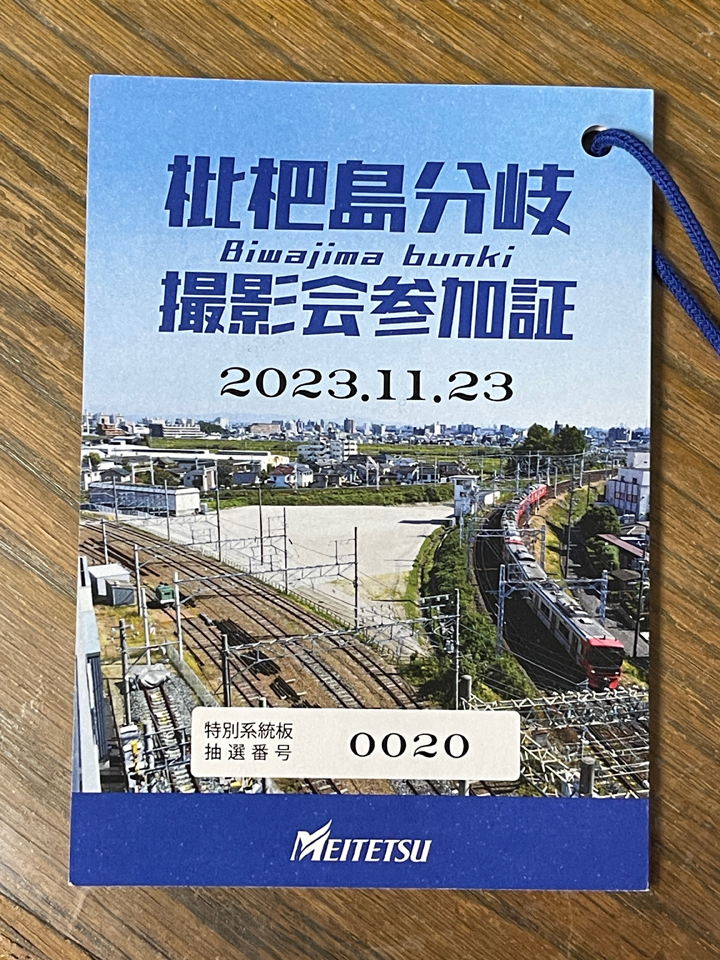 枇杷島分岐
Biwajima bunki
撮影会参加証
2023.11.23
特別系統板
抽選番号
0020
MEITETSU